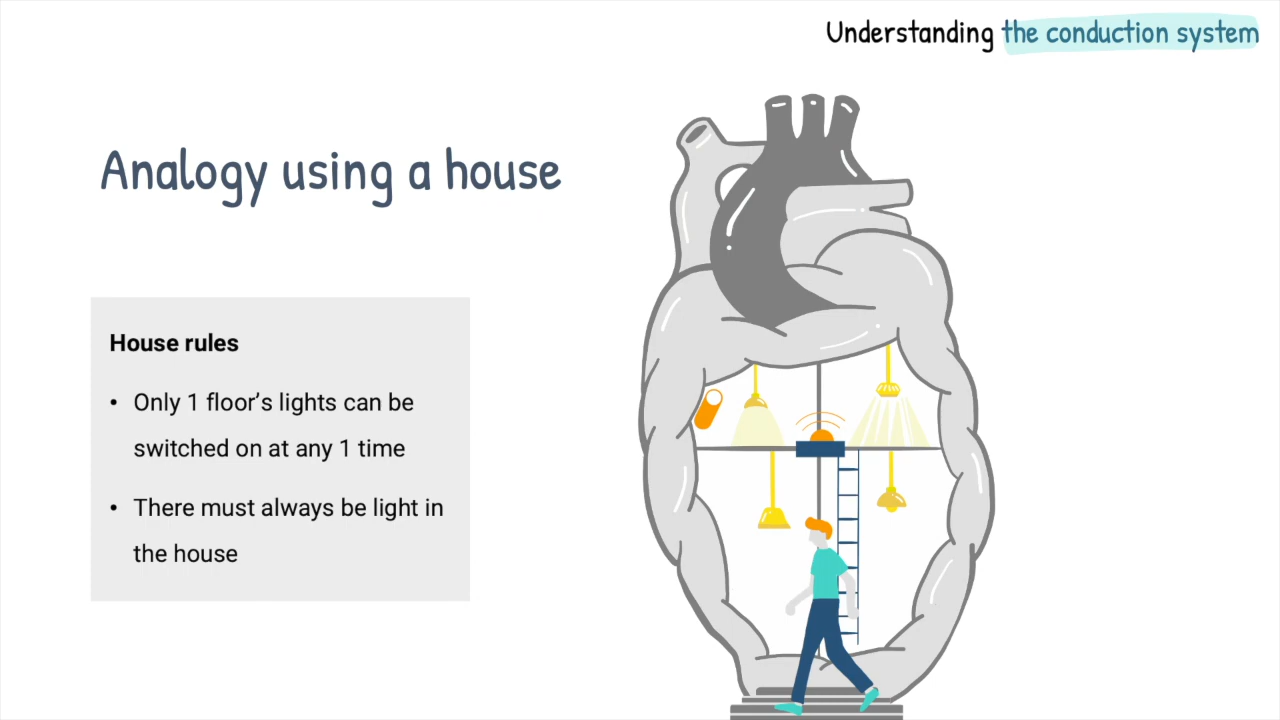 Understanding the conduction system
Analogy using a house
House rules
• Only 1 floor’s lights can be
switched on at any 1 time
• There must always be light in
the house